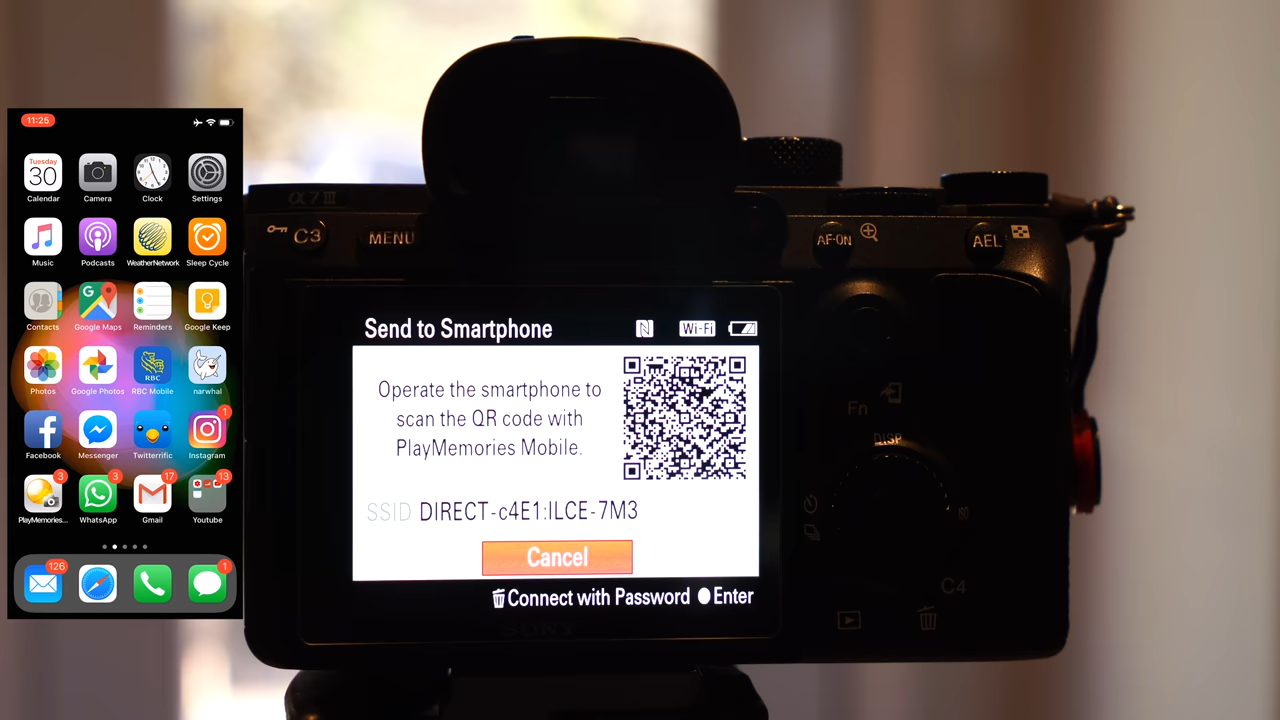 11:25
Tuesday
30
Calendar
Camera
Clock
Settings
Music
Podcasts
WeatherNetwork
Sleep Cycle
Contacts
Google Maps
Reminders
Google Keep
Photos
Google Photos
RBC
RBC Mobile
narwhal
1
Facebook
Messenger
Twitterrific
Instagram
3
3
17
13
PlayMemories...
WhatsApp
Gmail
Youtube
126
1
α7III
C3
MENU
AF-ON
AEL
Send to Smartphone
N
Wi-Fi
Operate the smartphone to
scan the QR code with
PlayMemories Mobile.
SSID DIRECT-c4E1:ILCE-7M3
Cancel
Connect with Password Enter
SONY
Fn
DISP
ISO
C4